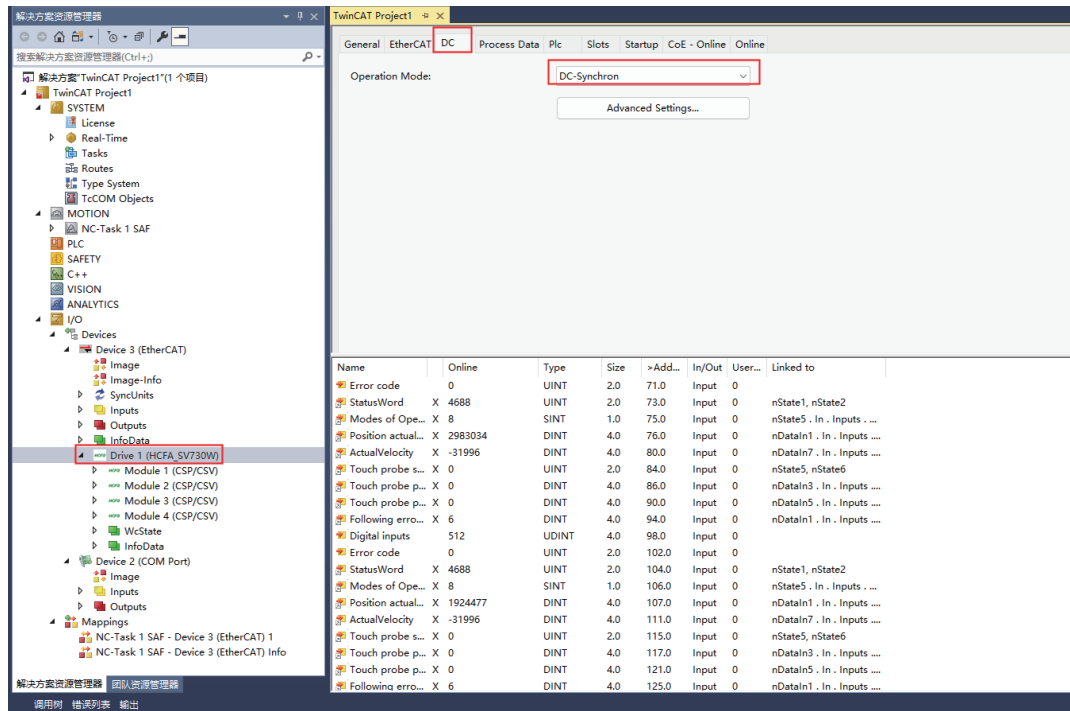 解决方案资源管理器
搜索解决方案资源管理器(Ctrl+;)
解决方案"TwinCAT Project1"(1 个项目)
TwinCAT Project1
SYSTEM
License
Real-Time
Tasks
Routes
Type System
TcCOM Objects
MOTION
NC-Task 1 SAF
PLC
SAFETY
C++
VISION
ANALYTICS
I/O
Devices
Device 3 (EtherCAT)
Image
Image-Info
SyncUnits
Inputs
Outputs
InfoData
Drive 1 (HCFA_SV730W)
Module 1 (CSP/CSV)
Module 2 (CSP/CSV)
Module 3 (CSP/CSV)
Module 4 (CSP/CSV)
WcState
InfoData
Device 2 (COM Port)
Image
Inputs
Outputs
Mappings
NC-Task 1 SAF - Device 3 (EtherCAT) 1
NC-Task 1 SAF - Device 3 (EtherCAT) Info
解决方案资源管理器 团队资源管理器
调用树 错误列表 输出
TwinCAT Project1
General EtherCAT DC Process Data Plc Slots Startup CoE - Online Online
Operation Mode: DC-Synchron
Advanced Settings...
Name Online Type Size >Add... In/Out User... Linked to
Error code 0 UINT 2.0 71.0 Input 0
StatusWord X 4688 UINT 2.0 73.0 Input 0 nState1, nState2
Modes of Ope... X 8 SINT 1.0 75.0 Input 0 nState5 . In . Inputs . ...
Position actual... X 2983034 DINT 4.0 76.0 Input 0 nDataIn1 . In . Inputs ....
ActualVelocity X -31996 DINT 4.0 80.0 Input 0 nDataIn7 . In . Inputs ....
Touch probe s... X 0 UINT 2.0 84.0 Input 0 nState5, nState6
Touch probe p... X 0 DINT 4.0 86.0 Input 0 nDataIn3 . In . Inputs ....
Touch probe p... X 0 DINT 4.0 90.0 Input 0 nDataIn5 . In . Inputs ....
Following erro... X 6 DINT 4.0 94.0 Input 0 nDataIn1 . In . Inputs ....
Digital inputs 512 UDINT 4.0 98.0 Input 0
Error code 0 UINT 2.0 102.0 Input 0
StatusWord X 4688 UINT 2.0 104.0 Input 0 nState1, nState2
Modes of Ope... X 8 SINT 1.0 106.0 Input 0 nState5 . In . Inputs . ...
Position actual... X 1924477 DINT 4.0 107.0 Input 0 nDataIn1 . In . Inputs ....
ActualVelocity X -31996 DINT 4.0 111.0 Input 0 nDataIn7 . In . Inputs ....
Touch probe s... X 0 UINT 2.0 115.0 Input 0 nState5, nState6
Touch probe p... X 0 DINT 4.0 117.0 Input 0 nDataIn3 . In . Inputs ....
Touch probe p... X 0 DINT 4.0 121.0 Input 0 nDataIn5 . In . Inputs ....
Following erro... X 6 DINT 4.0 125.0 Input 0 nDataIn1 . In . Inputs ....